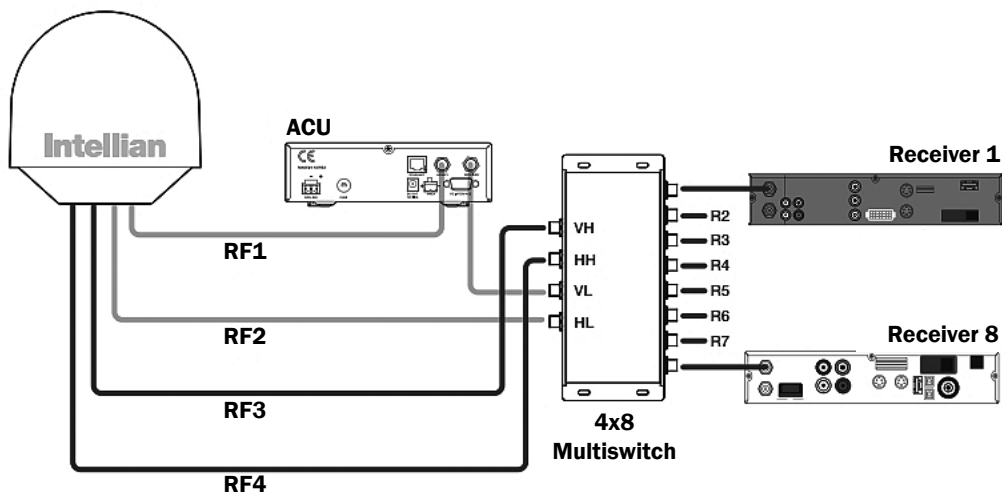 Intellian
ACU
CE
RF1
RF2
RF3
RF4
VH
HH
VL
HL
R2
R3
R4
R5
R6
R7
4x8
Multiswitch
Receiver 1
Receiver 8